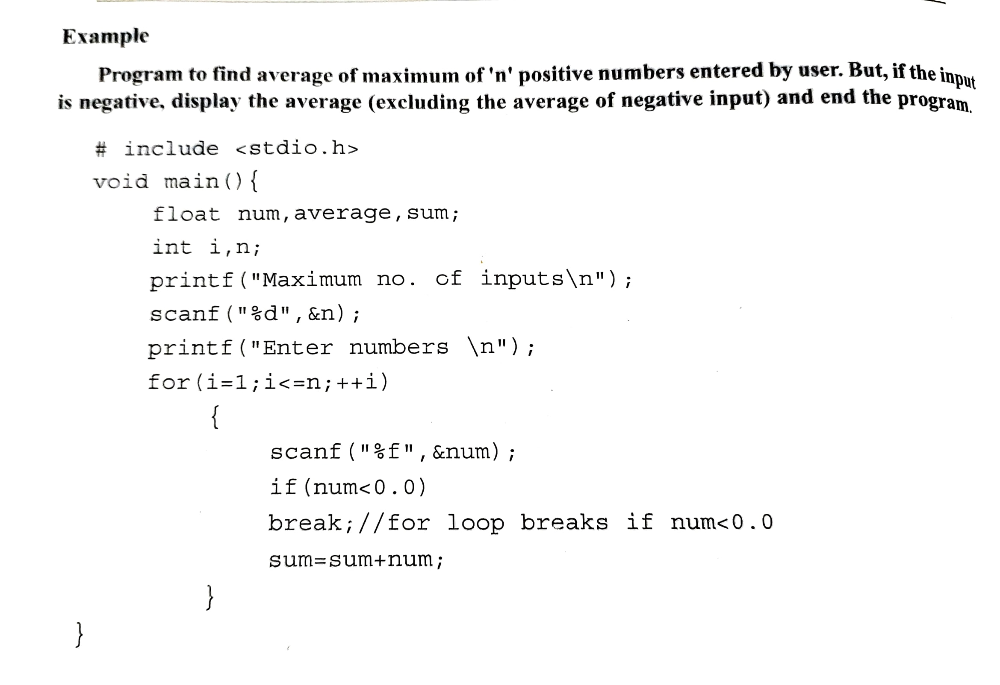 Example
Program to find average of maximum of 'n' positive numbers entered by user. But, if the input
is negative, display the average (excluding the average of negative input) and end the program.
# include <stdio.h>
void main(){
float num,average,sum;
int i,n;
printf("Maximum no. of inputs\n");
scanf("%d",&n);
printf("Enter numbers \n");
for(i=1;i<=n;++i)
{
scanf("%f",&num);
if(num<0.0)
break;//for loop breaks if num<0.0
sum=sum+num;
}
}